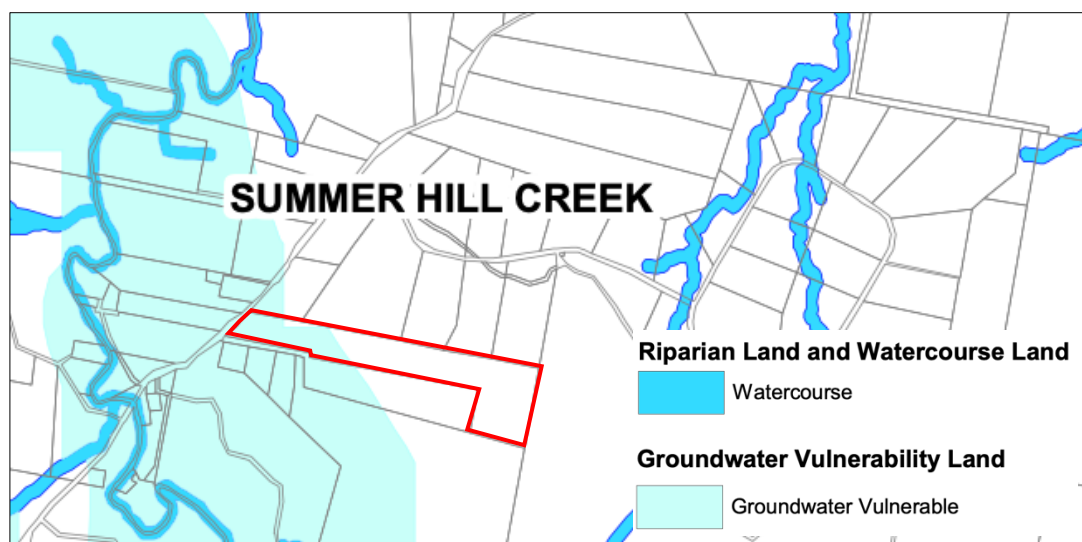 SUMMER HILL CREEK
Riparian Land and Watercourse Land
Watercourse
Groundwater Vulnerability Land
Groundwater Vulnerable